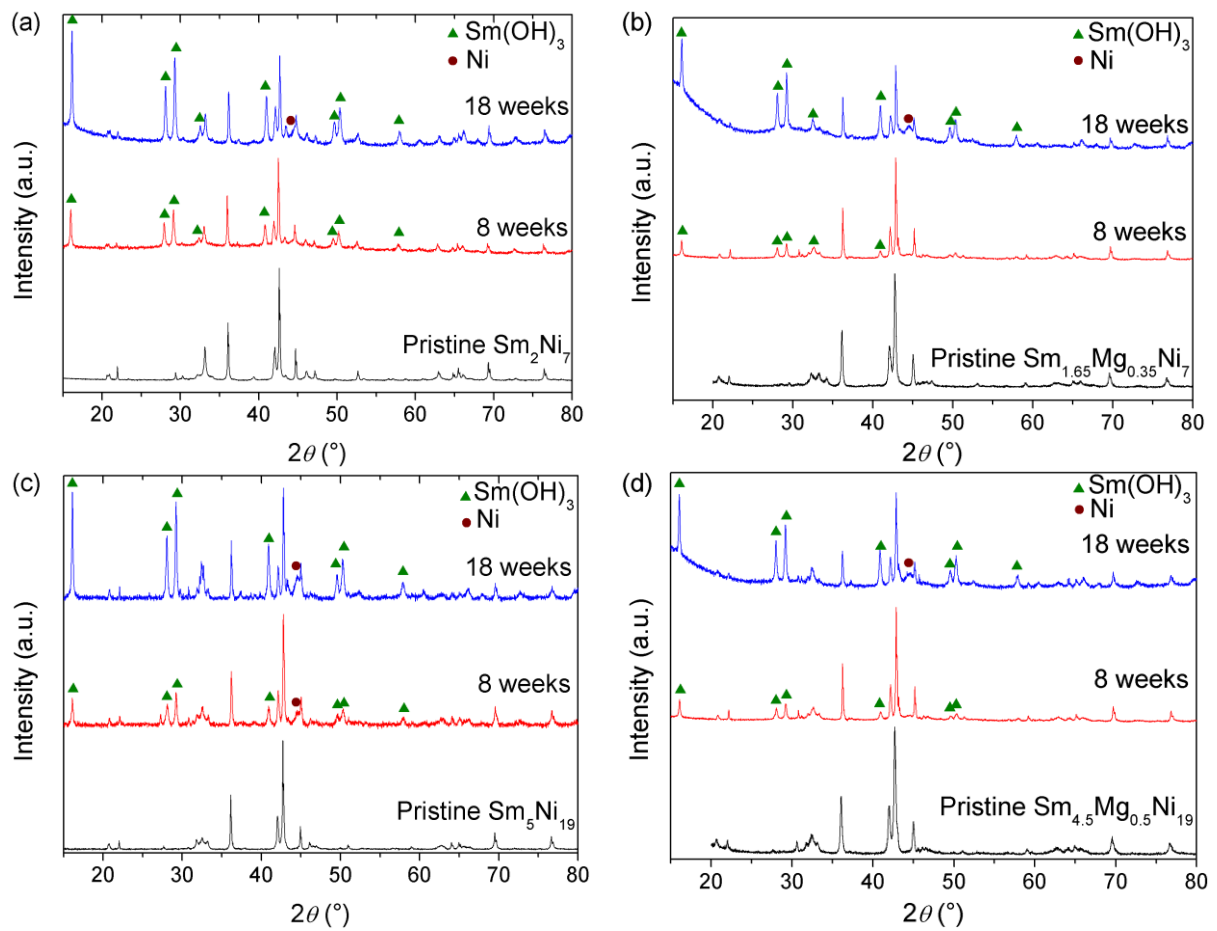 (a)
▲ Sm(OH)₃
● Ni
18 weeks
8 weeks
Pristine Sm₂Ni₇
Intensity (a.u.)
20 30 40 50 60 70 80
2θ (°)
(b)
▲ Sm(OH)₃
● Ni
18 weeks
8 weeks
Pristine Sm₁.₆₅Mg₀.₃₅Ni₇
Intensity (a.u.)
20 30 40 50 60 70 80
2θ (°)
(c)
▲ Sm(OH)₃
● Ni
18 weeks
8 weeks
Pristine Sm₅Ni₁₉
Intensity (a.u.)
20 30 40 50 60 70 80
2θ (°)
(d)
▲ Sm(OH)₃
● Ni
18 weeks
8 weeks
Pristine Sm₄.₅Mg₀.₅Ni₁₉
Intensity (a.u.)
20 30 40 50 60 70 80
2θ (°)